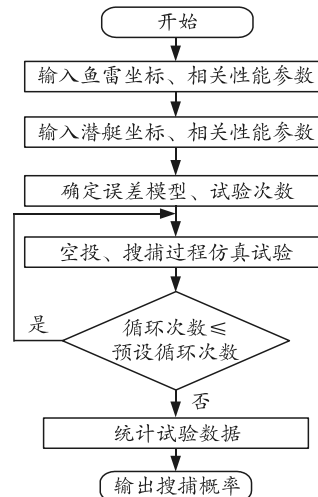 开始
输入鱼雷坐标、相关性能参数
输入潜艇坐标、相关性能参数
确定误差模型、试验次数
空投、搜捕过程仿真试验
是
循环次数≤
预设循环次数
否
统计试验数据
输出搜捕概率